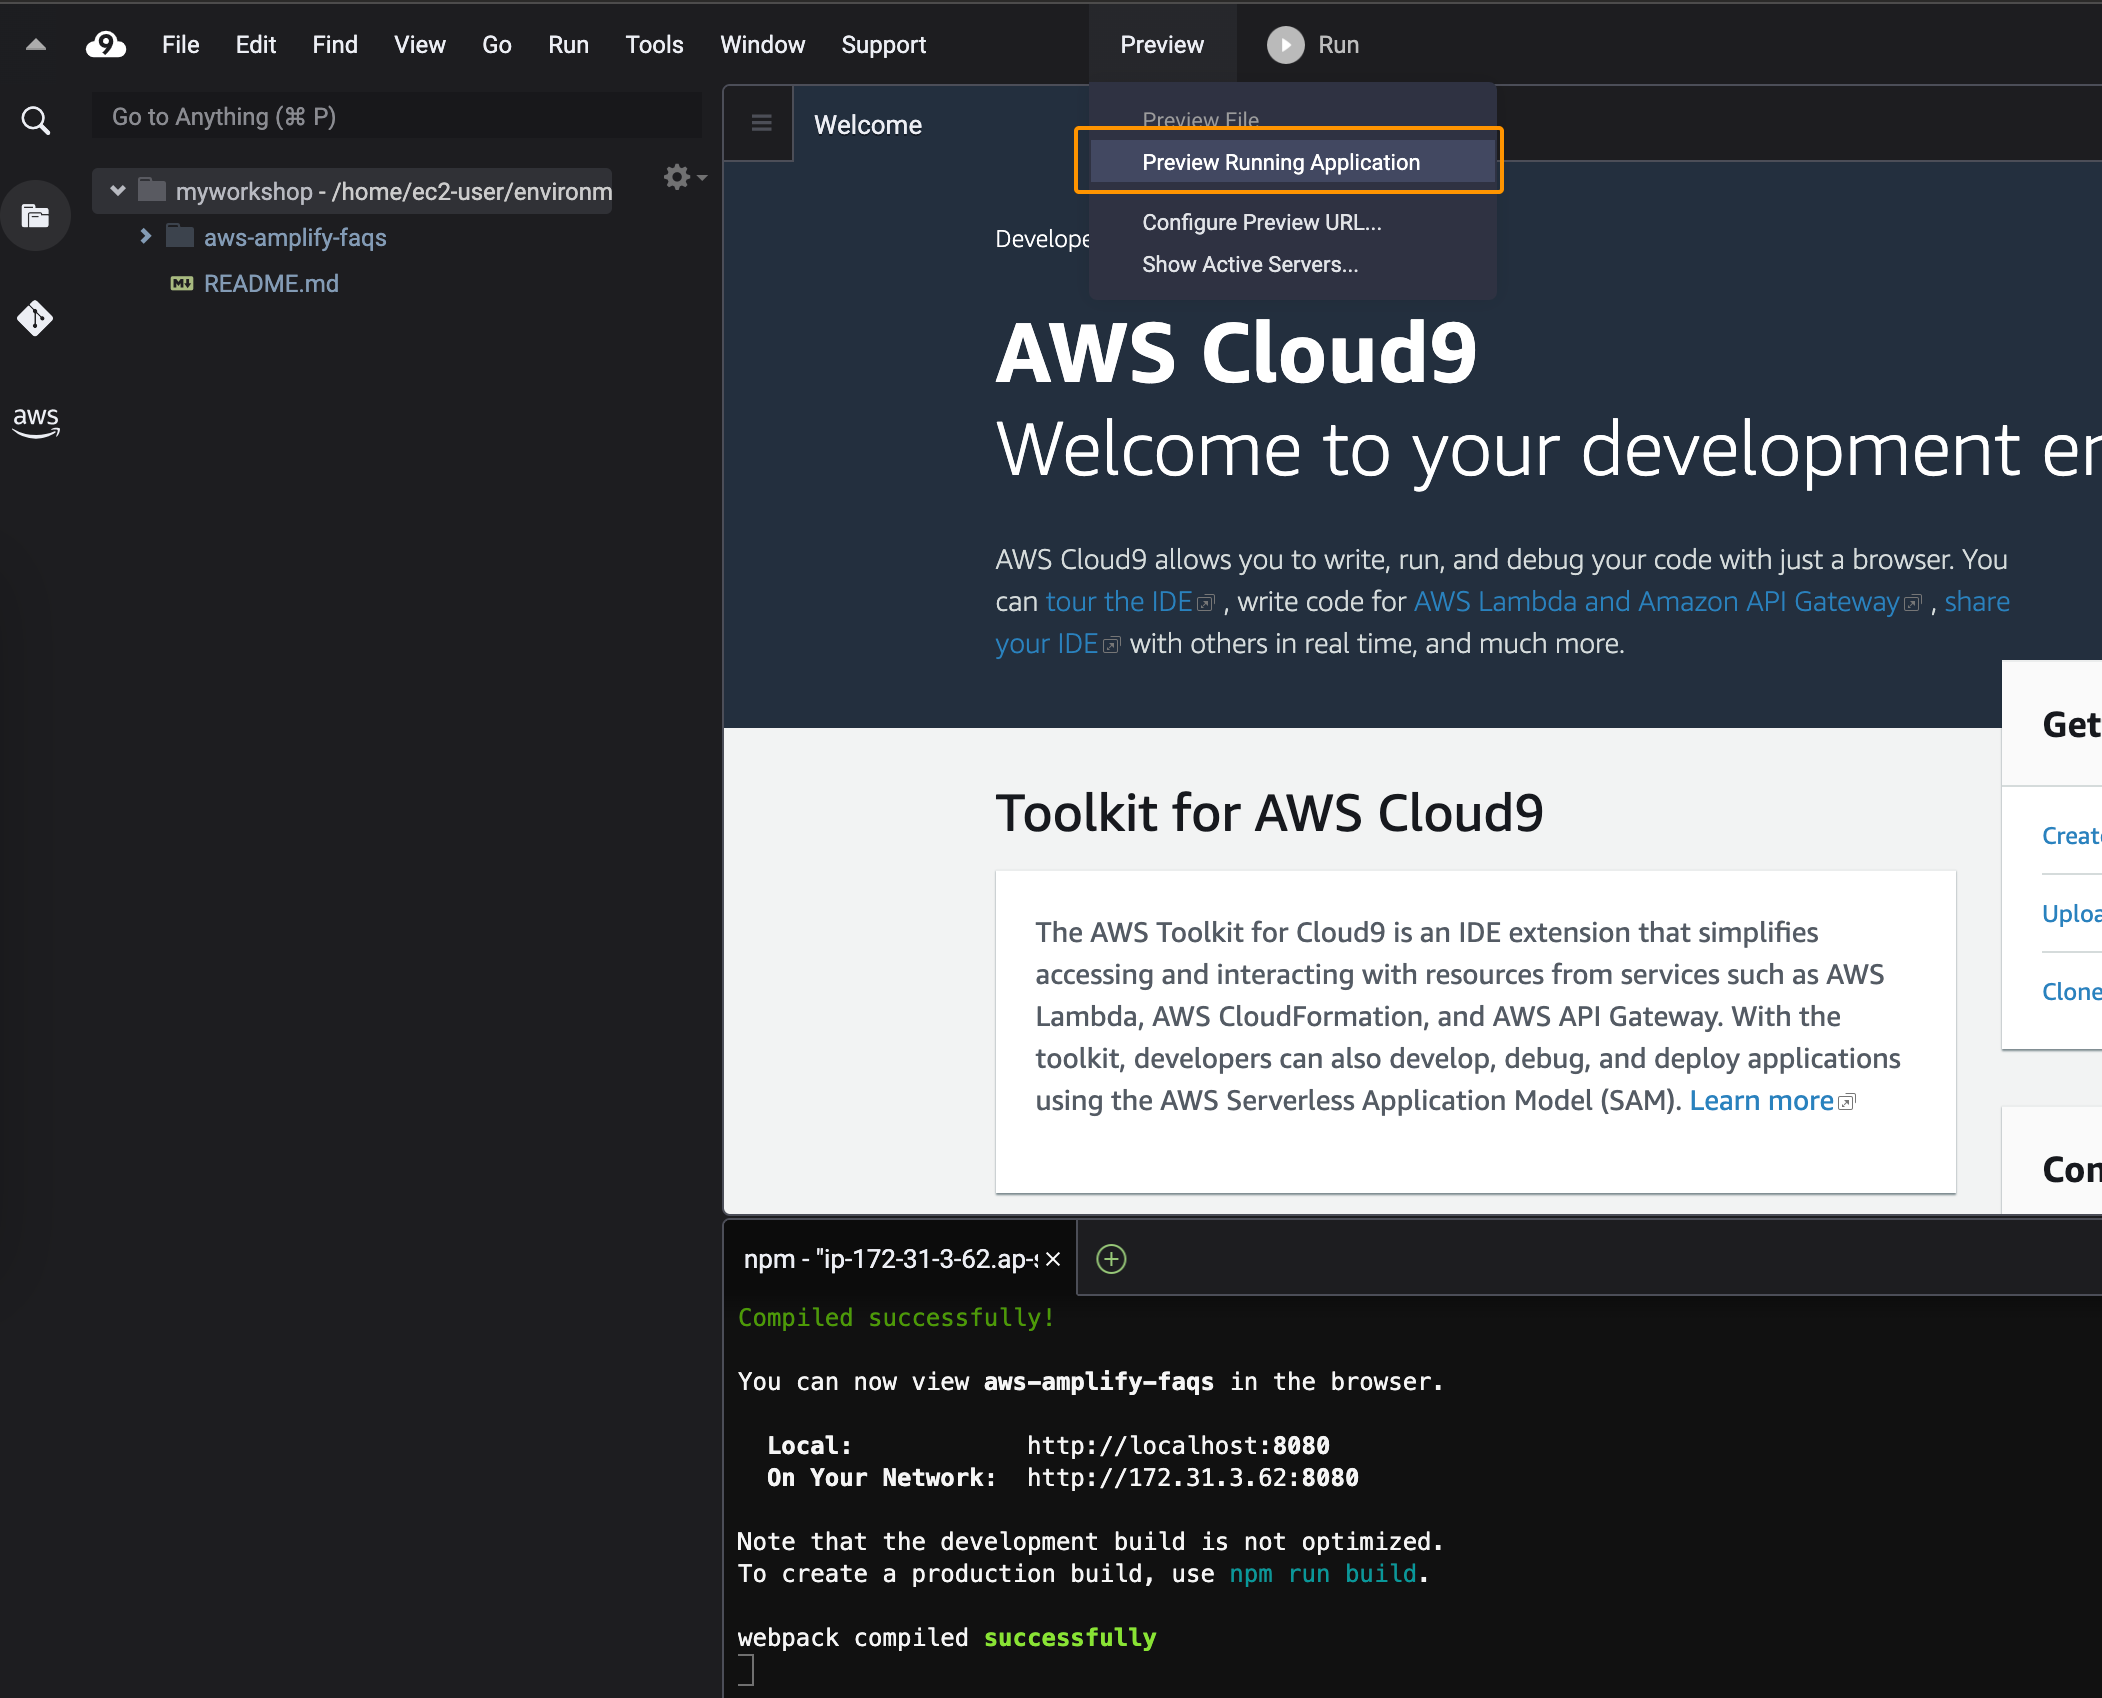 9 File Edit Find View Go Run Tools Window Support Preview Run
Go to Anything (⌘ P)
myworkshop - /home/ec2-user/environm
aws-amplify-faqs
M↓ README.md
aws
Welcome
Preview File
Preview Running Application
Configure Preview URL...
Show Active Servers...
Develope
AWS Cloud9
Welcome to your development er
AWS Cloud9 allows you to write, run, and debug your code with just a browser. You
can tour the IDE , write code for AWS Lambda and Amazon API Gateway , share
your IDE with others in real time, and much more.
Toolkit for AWS Cloud9
The AWS Toolkit for Cloud9 is an IDE extension that simplifies
accessing and interacting with resources from services such as AWS
Lambda, AWS CloudFormation, and AWS API Gateway. With the
toolkit, developers can also develop, debug, and deploy applications
using the AWS Serverless Application Model (SAM). Learn more
Get
Creat
Uploa
Clone
Con
npm - "ip-172-31-3-62.ap-s
Compiled successfully!
You can now view aws-amplify-faqs in the browser.
Local: http://localhost:8080
On Your Network: http://172.31.3.62:8080
Note that the development build is not optimized.
To create a production build, use npm run build.
webpack compiled successfully